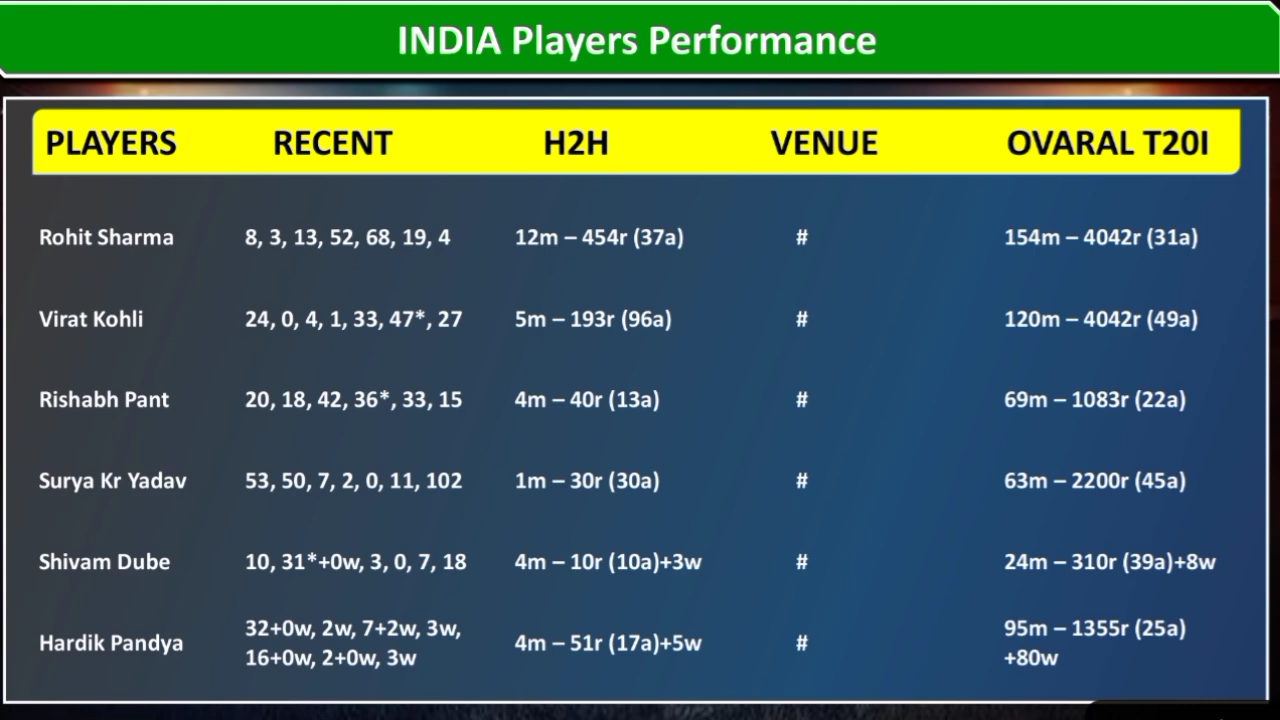 INDIA Players Performance
PLAYERS RECENT H2H VENUE OVARAL T20I
Rohit Sharma 8, 3, 13, 52, 68, 19, 4 12m – 454r (37a) # 154m – 4042r (31a)
Virat Kohli 24, 0, 4, 1, 33, 47*, 27 5m – 193r (96a) # 120m – 4042r (49a)
Rishabh Pant 20, 18, 42, 36*, 33, 15 4m – 40r (13a) # 69m – 1083r (22a)
Surya Kr Yadav 53, 50, 7, 2, 0, 11, 102 1m – 30r (30a) # 63m – 2200r (45a)
Shivam Dube 10, 31*+0w, 3, 0, 7, 18 4m – 10r (10a)+3w # 24m – 310r (39a)+8w
Hardik Pandya 32+0w, 2w, 7+2w, 3w, 4m – 51r (17a)+5w # 95m – 1355r (25a)
16+0w, 2+0w, 3w +80w